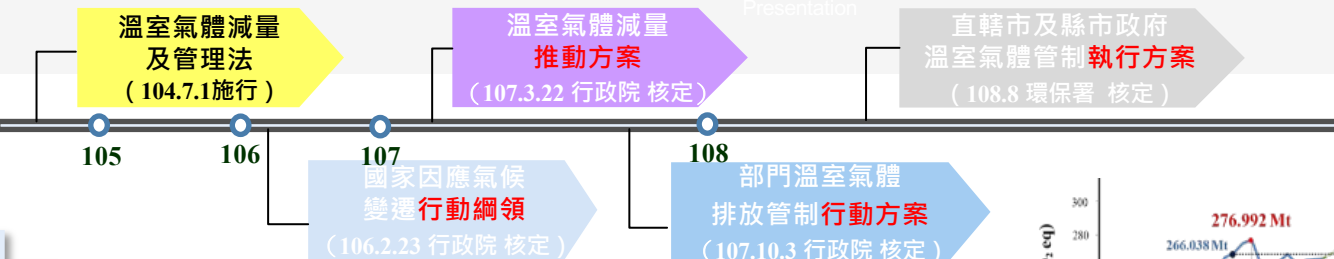 Presentation
溫室氣體減量
及管理法
（104.7.1施行）
溫室氣體減量
推動方案
（107.3.22 行政院 核定）
直轄市及縣市政府
溫室氣體管制執行方案
（108.8 環保署 核定）
105
106
107
108
國家因應氣候
變遷行動綱領
（106.2.23 行政院 核定）
部門溫室氣體
排放管制行動方案
（107.10.3 行政院 核定）
300
280
276.992 Mt
266.038Mt